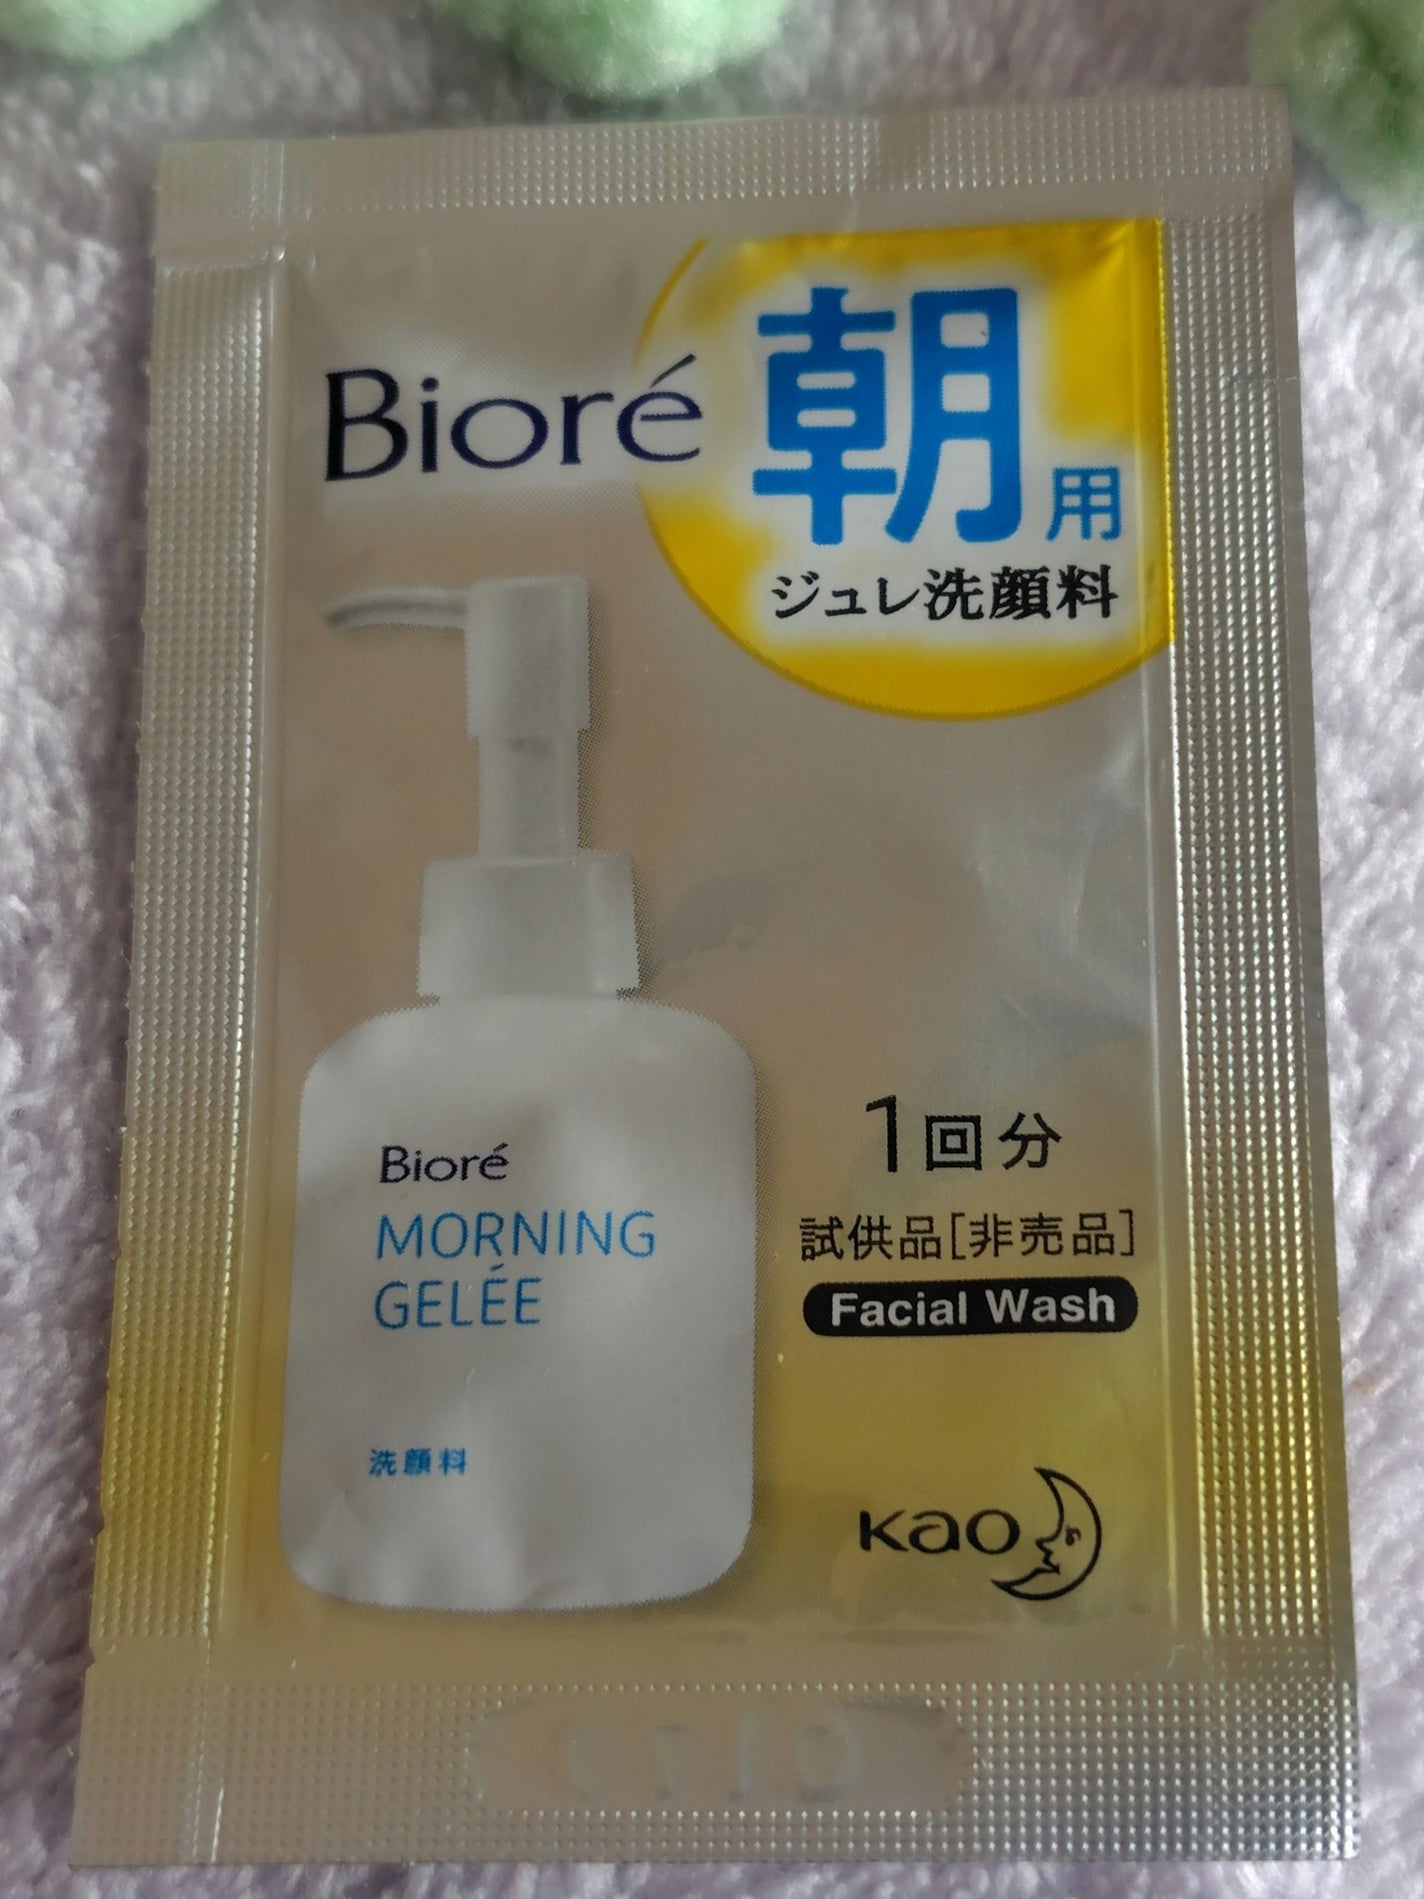 Bioré
朝用
ジュレ洗顔料
Bioré
MORNING
GELÉE
洗顔料
1回分
試供品[非売品]
Facial Wash
Kao